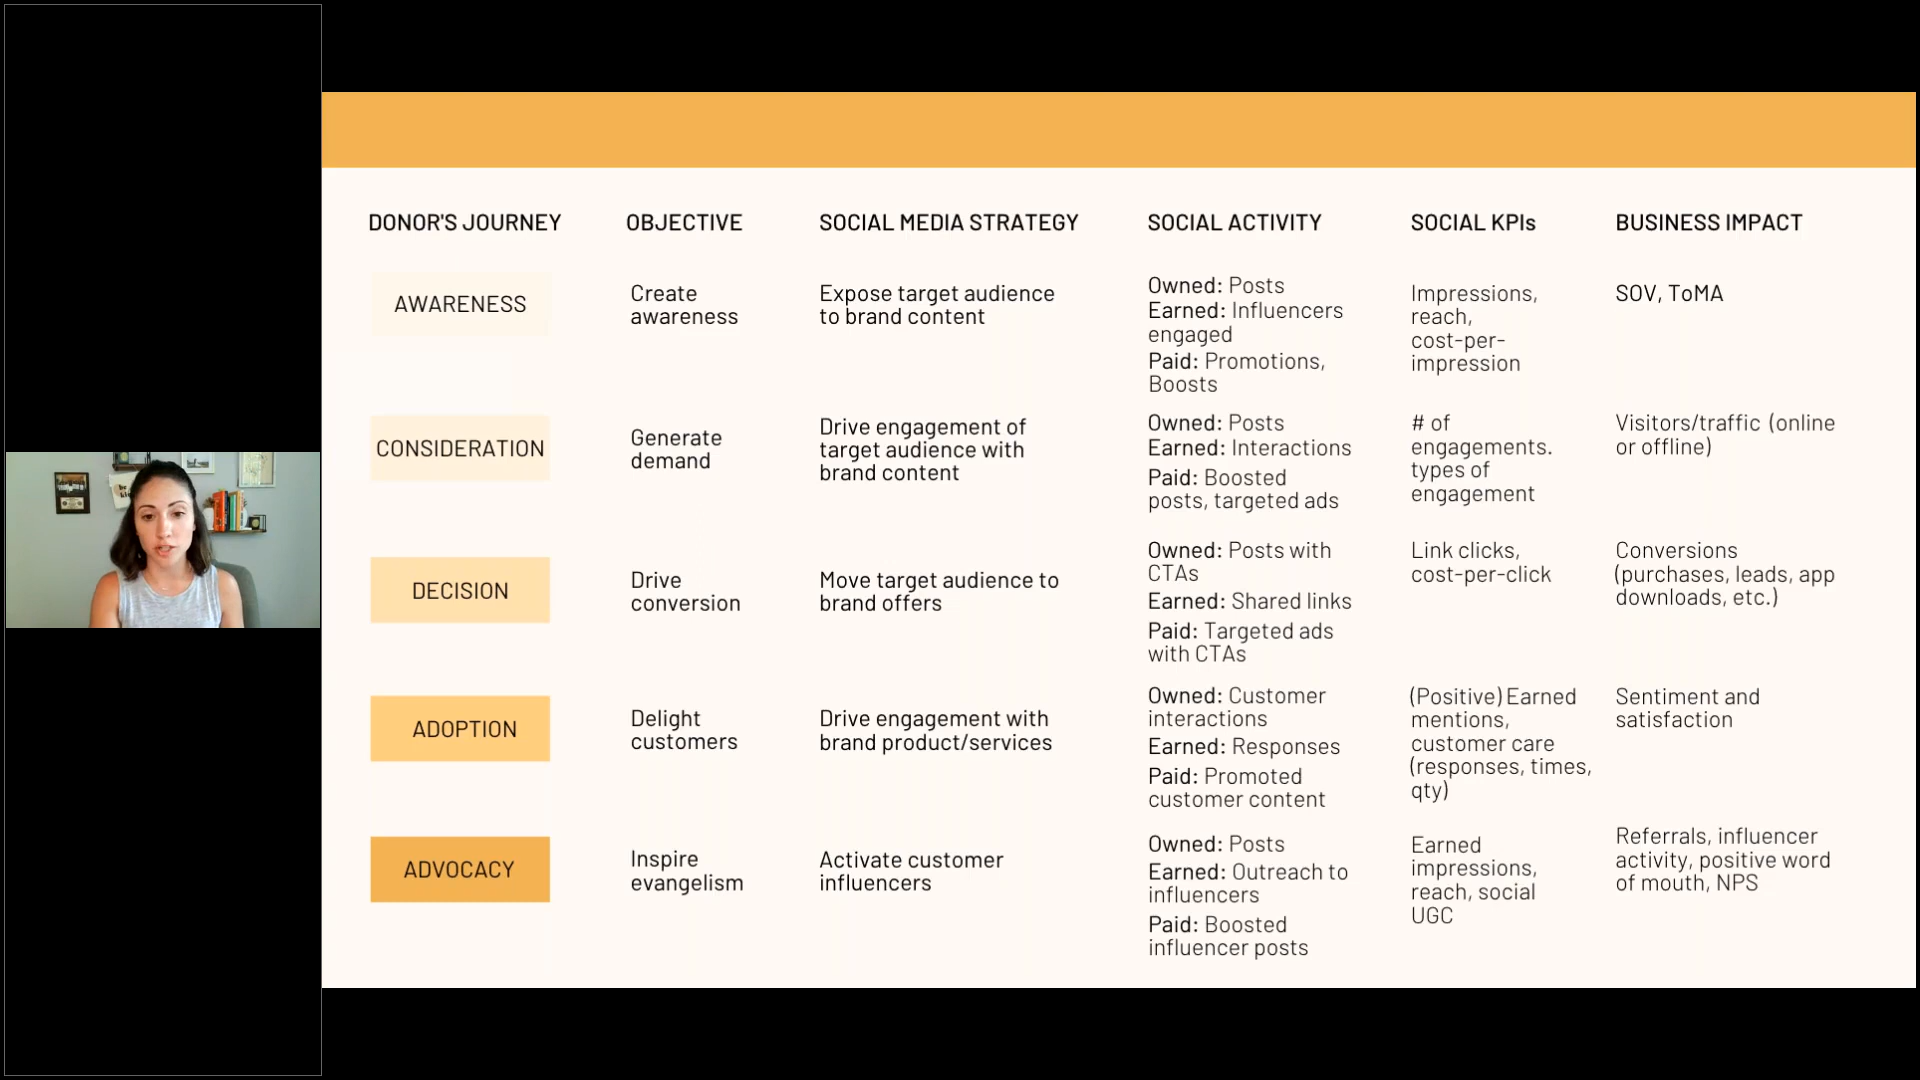 DONOR'S JOURNEY
OBJECTIVE
SOCIAL MEDIA STRATEGY
SOCIAL ACTIVITY
SOCIAL KPIs
BUSINESS IMPACT
AWARENESS
Create
awareness
Expose target audience
to brand content
Owned: Posts
Earned: Influencers
engaged
Paid: Promotions,
Boosts
Impressions,
reach,
cost-per-
impression
SOV, ToMA
CONSIDERATION
Generate
demand
Drive engagement of
target audience with
brand content
Owned: Posts
Earned: Interactions
Paid: Boosted
posts, targeted ads
# of
engagements.
types of
engagement
Visitors/traffic (online
or offline)
DECISION
Drive
conversion
Move target audience to
brand offers
Owned: Posts with
CTAs
Earned: Shared links
Paid: Targeted ads
with CTAs
Link clicks,
cost-per-click
Conversions
(purchases, leads, app
downloads, etc.)
ADOPTION
Delight
customers
Drive engagement with
brand product/services
Owned: Customer
interactions
Earned: Responses
Paid: Promoted
customer content
(Positive) Earned
mentions,
customer care
(responses, times,
qty)
Sentiment and
satisfaction
ADVOCACY
Inspire
evangelism
Activate customer
influencers
Owned: Posts
Earned: Outreach to
influencers
Paid: Boosted
influencer posts
Earned
impressions,
reach, social
UGC
Referrals, influencer
activity, positive word
of mouth, NPS